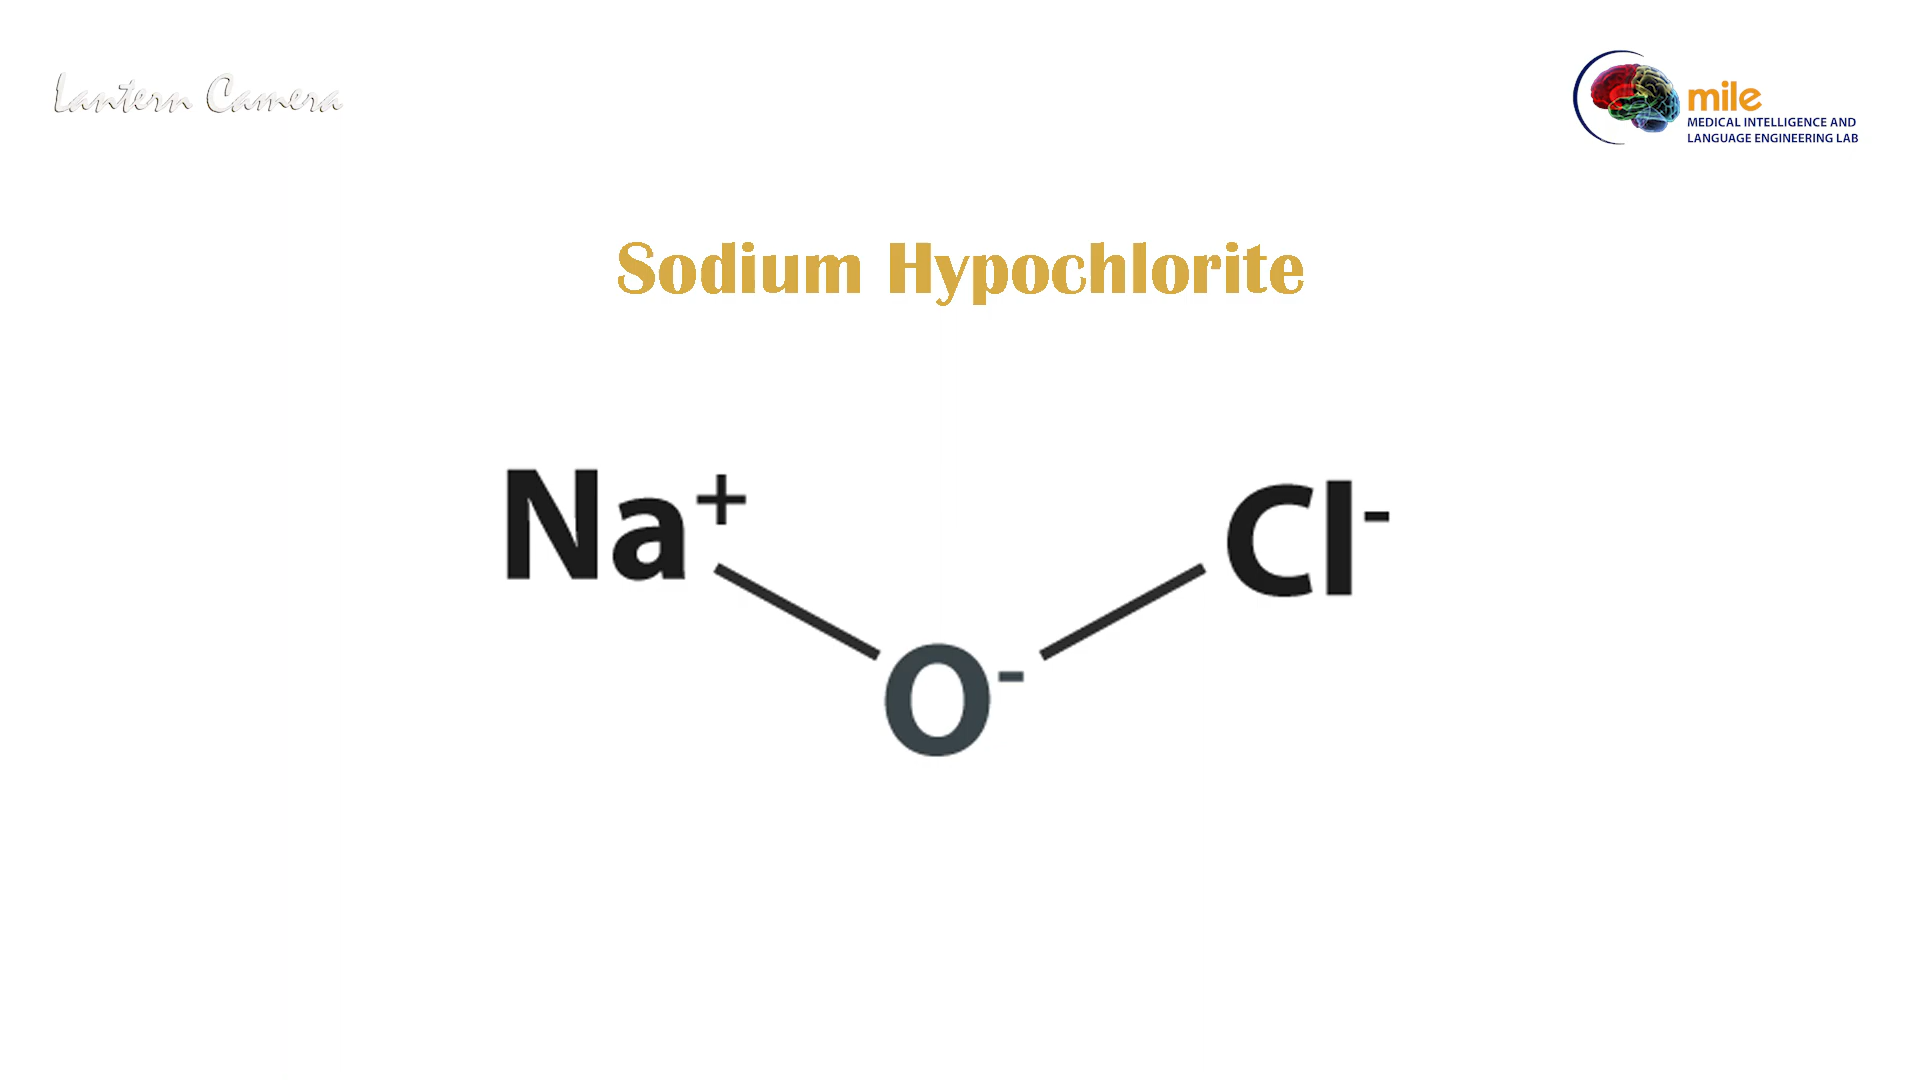 Lantern Camera
mile
MEDICAL INTELLIGENCE AND
LANGUAGE ENGINEERING LAB
Sodium Hypochlorite
Na+
Cl-
O-